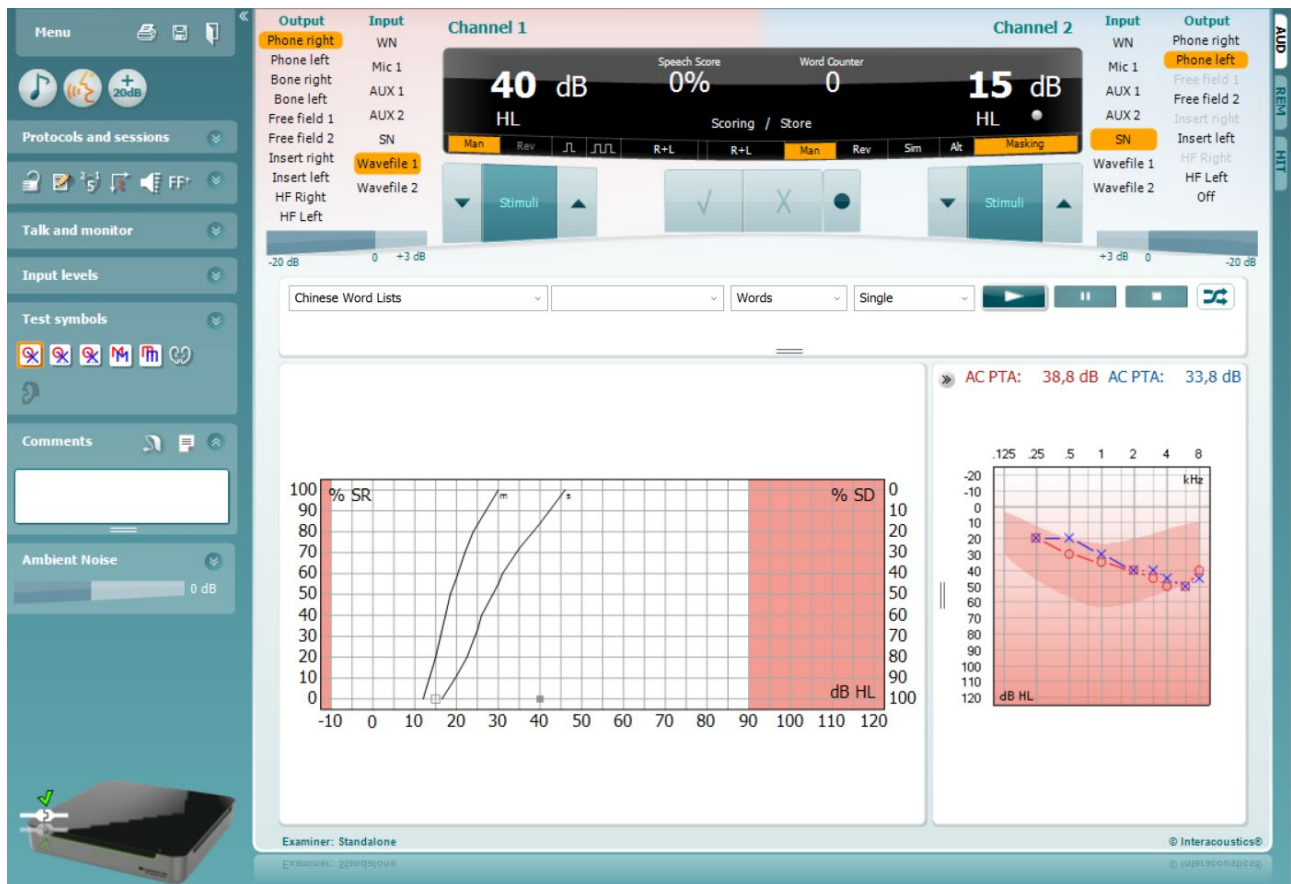 Menu
20dB
Protocols and sessions
FF+
Talk and monitor
Input levels
Test symbols
Comments
Ambient Noise
0 dB
Output
Phone right
Phone left
Bone right
Bone left
Free field 1
Free field 2
Insert right
Insert left
HF Right
HF Left
Input
WN
Mic 1
AUX 1
AUX 2
SN
Wavefile 1
Wavefile 2
-20 dB 0 +3 dB
Channel 1
40 dB
HL
Speech Score
0%
Word Counter
0
Scoring / Store
15 dB
HL
Man Rev R+L R+L Man Rev Sim Alt Masking
Stimuli
Stimuli
Channel 2
Input
WN
Mic 1
AUX 1
AUX 2
SN
Wavefile 1
Wavefile 2
Output
Phone right
Phone left
Free field 1
Free field 2
Insert right
Insert left
HF Right
HF Left
Off
+3 dB 0 -20 dB
AUD
REM
HIT
Chinese Word Lists Words Single
% SR % SD
100 0
90 10
80 20
70 30
60 40
50 50
40 60
30 70
20 80
10 90
0 100
dB HL
m s
-10 0 10 20 30 40 50 60 70 80 90 100 110 120
AC PTA: 38,8 dB AC PTA: 33,8 dB
.125 .25 .5 1 2 4 8
kHz
-20
-10
0
10
20
30
40
50
60
70
80
90
100
110
120
dB HL
Examiner: Standalone
© Interacoustics®